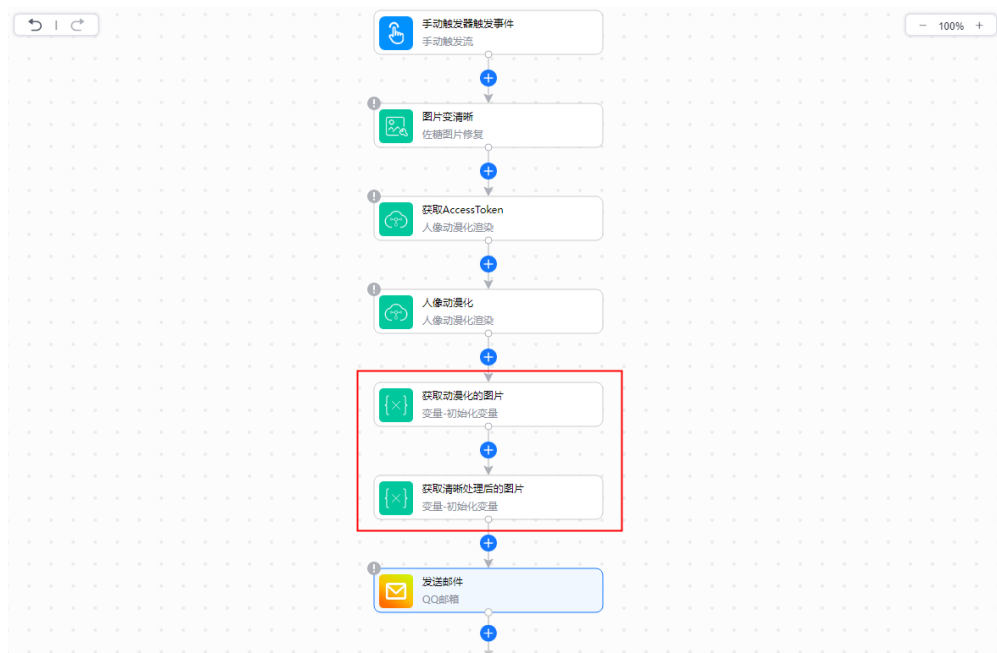 100%
手动触发器触发事件
手动触发流
图片变清晰
佐糖图片修复
获取AccessToken
人像动漫化渲染
人像动漫化
人像动漫化渲染
获取动漫化的图片
变量-初始化变量
获取清晰处理后的图片
变量-初始化变量
发送邮件
QQ邮箱